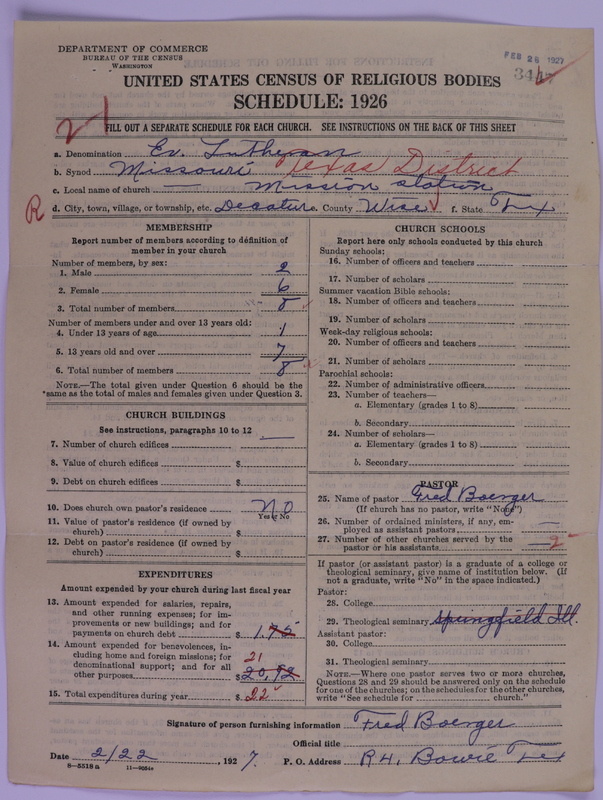 DEPARTMENT OF COMMERCE
BUREAU OF THE CENSUS
WASHINGTON
FEB 26 1927
UNITED STATES CENSUS OF RELIGIOUS BODIES
SCHEDULE: 1926
FILL OUT A SEPARATE SCHEDULE FOR EACH CHURCH. SEE INSTRUCTIONS ON THE BACK OF THIS SHEET
a. Denomination Ev. Lutheran
b. Synod Missouri Texas District
c. Local name of church — Mission station
d. City, town, village, or township, etc. Decatur e. County Wise f. State Tex
R
MEMBERSHIP
Report number of members according to definition of
member in your church
Number of members, by sex:
1. Male 2
2. Female 6
3. Total number of members 8
Number of members under and over 13 years old:
4. Under 13 years of age 1
5. 13 years old and over 7
6. Total number of members 8
NOTE.—The total given under Question 6 should be the
same as the total of males and females given under Question 3.
CHURCH BUILDINGS
See instructions, paragraphs 10 to 12 —
7. Number of church edifices
8. Value of church edifices $
9. Debt on church edifices $
10. Does church own pastor's residence NO
Yes or No
11. Value of pastor's residence (if owned by
church) $
12. Debt on pastor's residence (if owned by
church) $
EXPENDITURES
Amount expended by your church during last fiscal year
13. Amount expended for salaries, repairs,
and other running expenses; for im-
provements or new buildings; and for
payments on church debt $ 1.75
14. Amount expended for benevolences, in-
cluding home and foreign missions; for 21
denominational support; and for all
other purposes $ 20,92
15. Total expenditures during year $ 22
CHURCH SCHOOLS
Report here only schools conducted by this church
Sunday schools:
16. Number of officers and teachers
17. Number of scholars
Summer vacation Bible schools:
18. Number of officers and teachers
19. Number of scholars
Week-day religious schools:
20. Number of officers and teachers
21. Number of scholars
Parochial schools:
22. Number of administrative officers
23. Number of teachers—
a. Elementary (grades 1 to 8)
b. Secondary
24. Number of scholars—
a. Elementary (grades 1 to 8)
b. Secondary
PASTOR
25. Name of pastor Fred Boerger
(If church has no pastor, write "None")
26. Number of ordained ministers, if any, em-
ployed as assistant pastors —
27. Number of other churches served by the
pastor or his assistants 2
If pastor (or assistant pastor) is a graduate of a college or
theological seminary, give name of institution below. (If
not a graduate, write "No" in the space indicated.)
Pastor:
28. College
29. Theological seminary Springfield Ill.
Assistant pastor:
30. College
31. Theological seminary
NOTE.—Where one pastor serves two or more churches,
Questions 28 and 29 should be answered only on the schedule
for one of the churches; on the schedules for the other churches,
write "See schedule for church."
Signature of person furnishing information Fred Boerger
Official title
Date 2/22, 1927. P. O. Address R4, Bowie Tex
8—5518a 11—9554